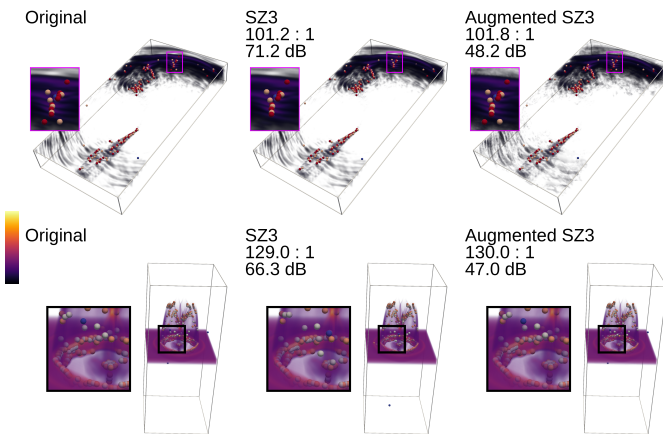 Original
SZ3
101.2 : 1
71.2 dB
Augmented SZ3
101.8 : 1
48.2 dB
Original
SZ3
129.0 : 1
66.3 dB
Augmented SZ3
130.0 : 1
47.0 dB